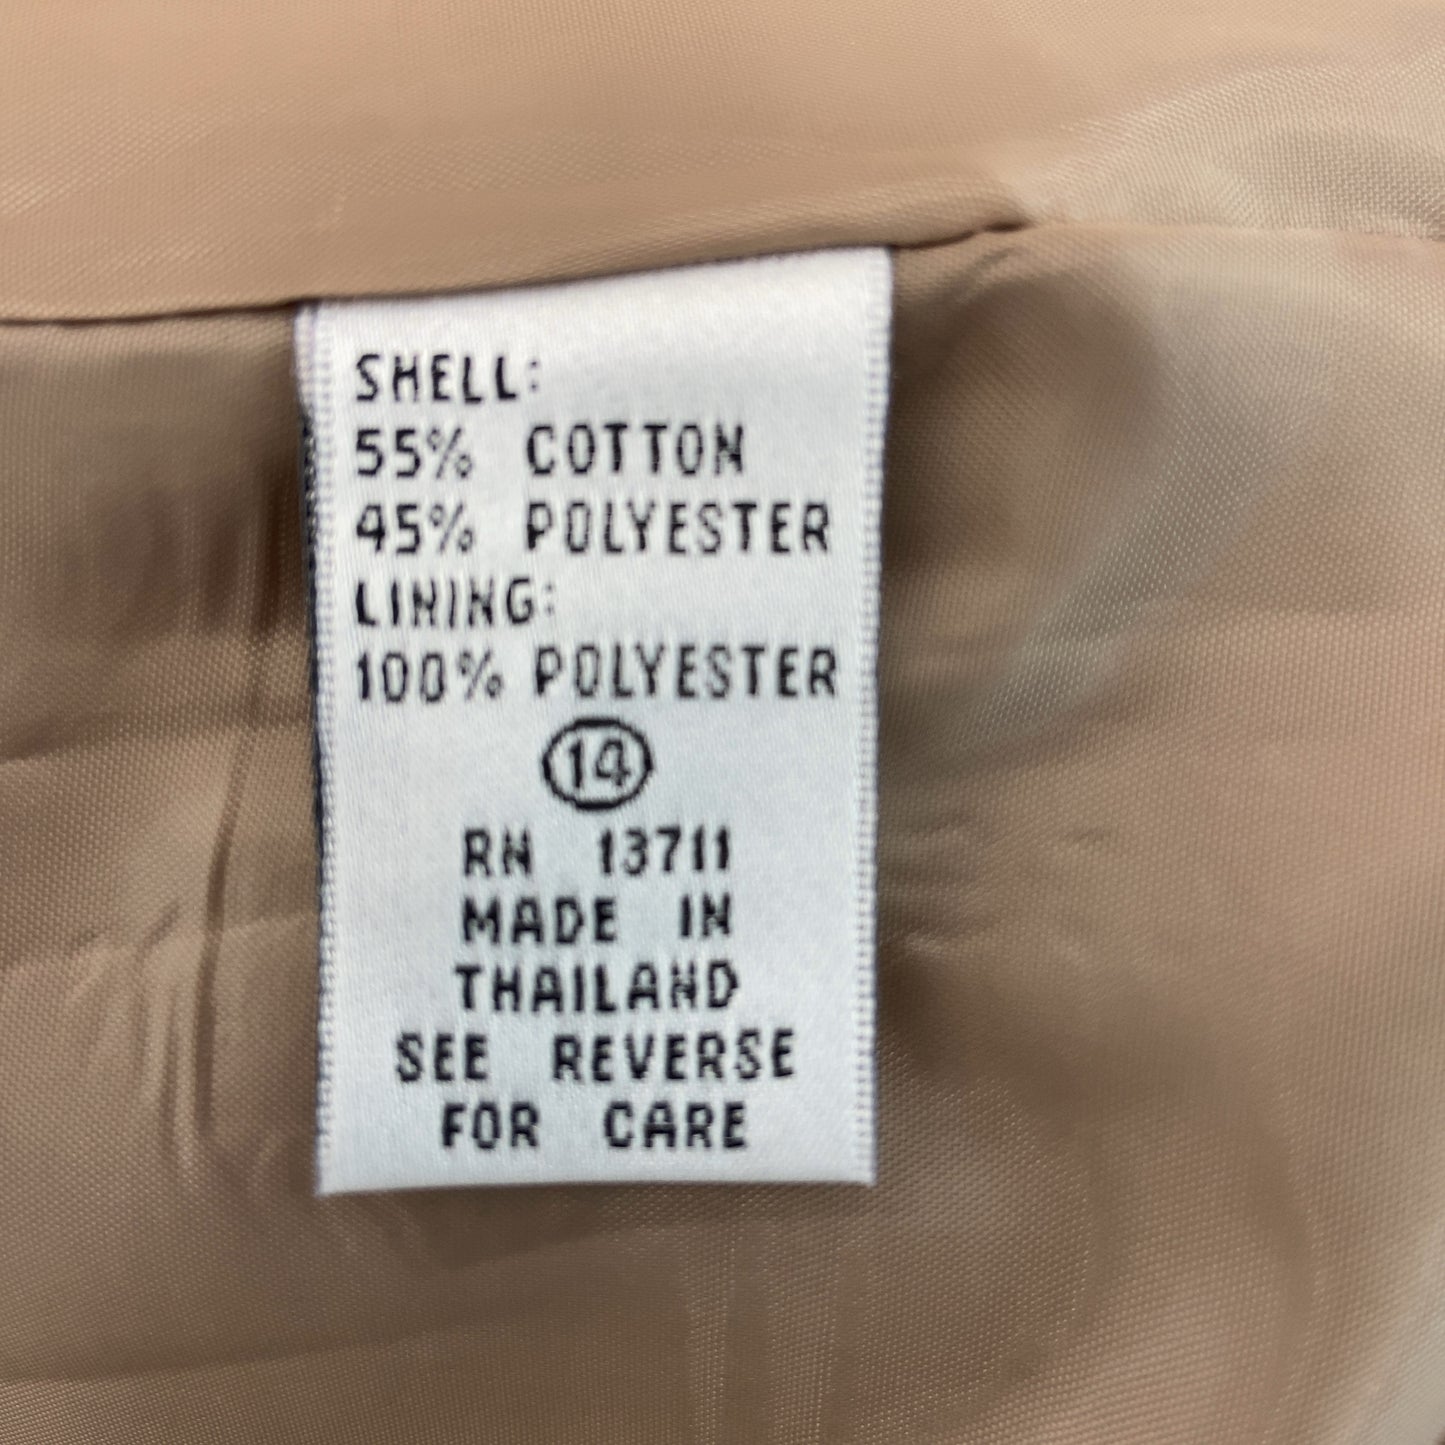 SHELL:
55% COTTON
45% POLYESTER
LINING:
100% POLYESTER
14
RN 13711
MADE IN
THAILAND
SEE REVERSE
FOR CARE